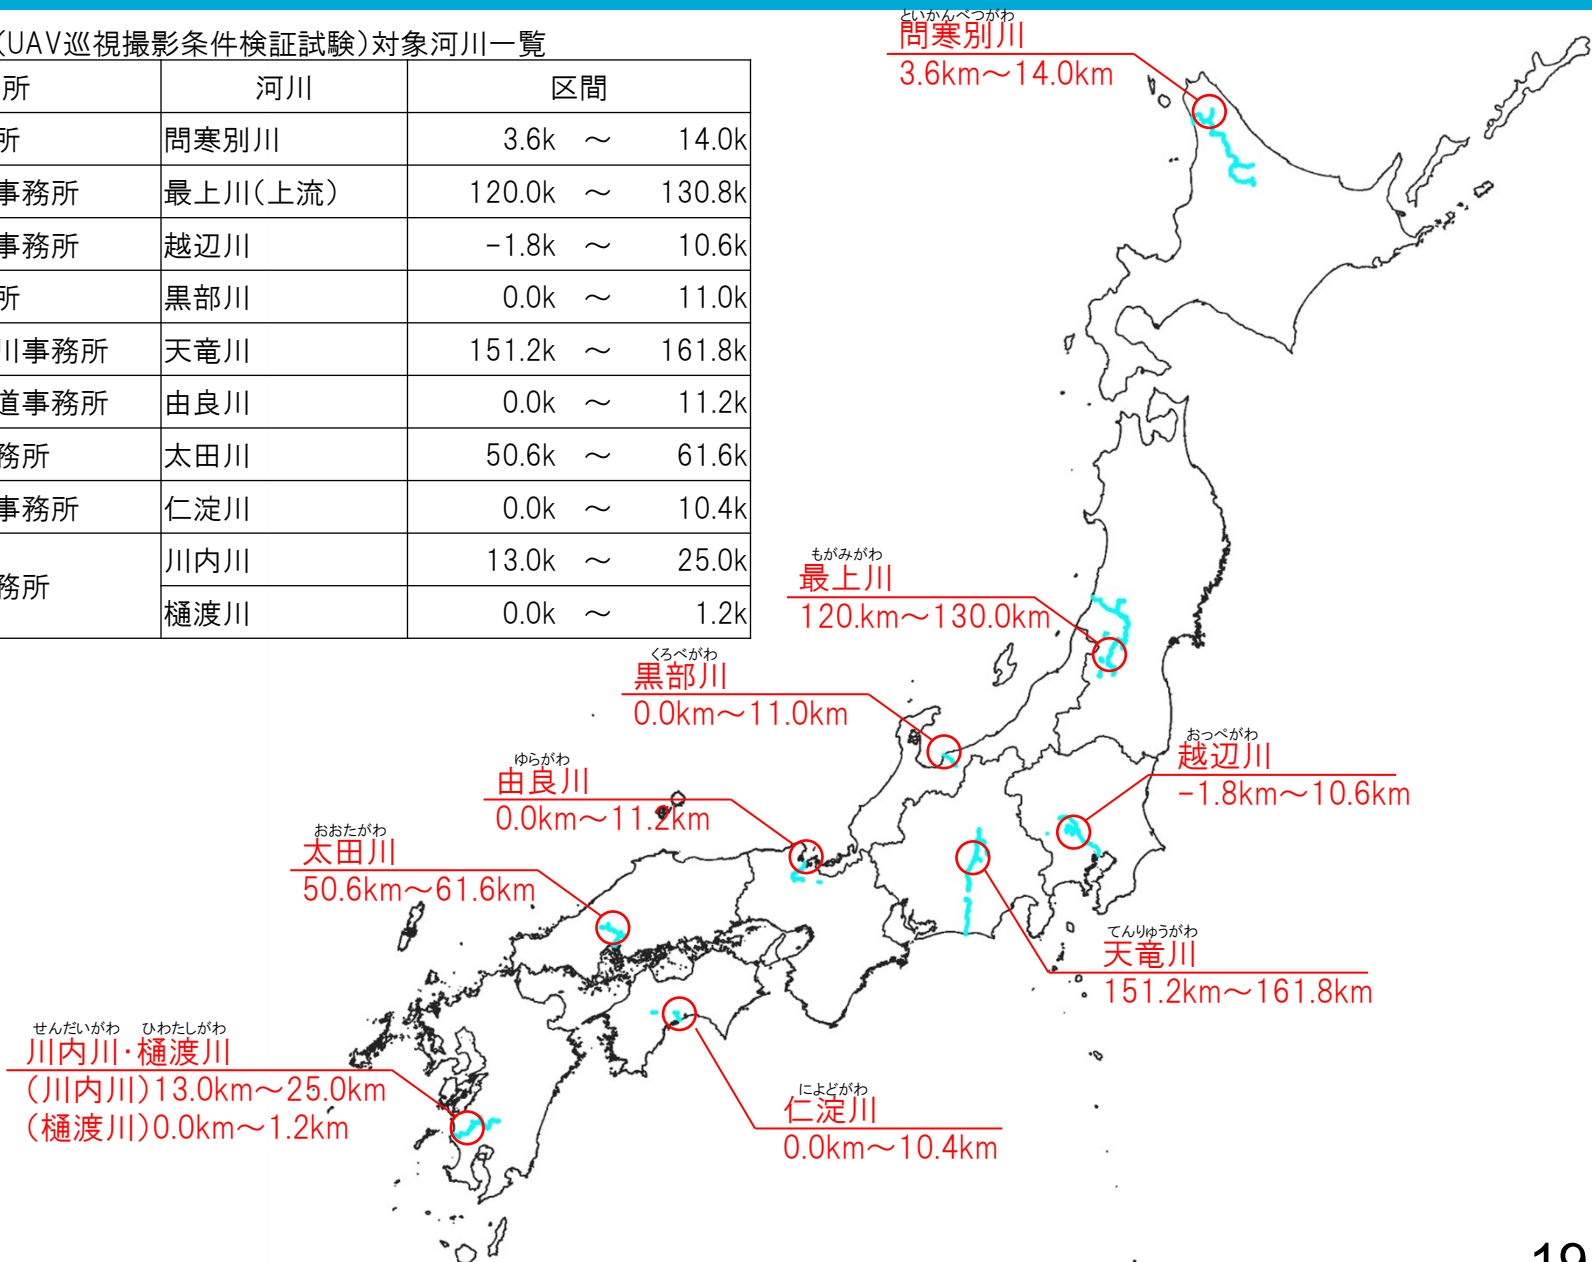 (UAV巡視撮影条件検証試験)対象河川一覧
所 河川 区間
所 問寒別川 3.6k ～ 14.0k
事務所 最上川(上流) 120.0k ～ 130.8k
事務所 越辺川 -1.8k ～ 10.6k
所 黒部川 0.0k ～ 11.0k
川事務所 天竜川 151.2k ～ 161.8k
道事務所 由良川 0.0k ～ 11.2k
務所 太田川 50.6k ～ 61.6k
事務所 仁淀川 0.0k ～ 10.4k
務所 川内川 13.0k ～ 25.0k
樋渡川 0.0k ～ 1.2k
といかんべつがわ
問寒別川
3.6km～14.0km
もがみがわ
最上川
120.km～130.0km
くろべがわ
黒部川
0.0km～11.0km
おっぺがわ
越辺川
-1.8km～10.6km
ゆらがわ
由良川
0.0km～11.2km
おおたがわ
太田川
50.6km～61.6km
てんりゅうがわ
天竜川
151.2km～161.8km
せんだいがわ ひわたしがわ
川内川・樋渡川
(川内川)13.0km～25.0km
(樋渡川)0.0km～1.2km
によどがわ
仁淀川
0.0km～10.4km
19